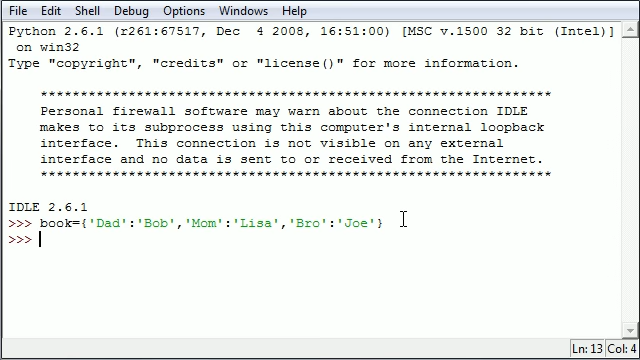 File Edit Shell Debug Options Windows Help
Python 2.6.1 (r261:67517, Dec  4 2008, 16:51:00) [MSC v.1500 32 bit (Intel)]
 on win32
Type "copyright", "credits" or "license()" for more information.
****************************************************************
Personal firewall software may warn about the connection IDLE
makes to its subprocess using this computer's internal loopback
interface.  This connection is not visible on any external
interface and no data is sent to or received from the Internet.
****************************************************************
IDLE 2.6.1
>>> book={'Dad':'Bob','Mom':'Lisa','Bro':'Joe'}
>>>
Ln: 13 Col: 4